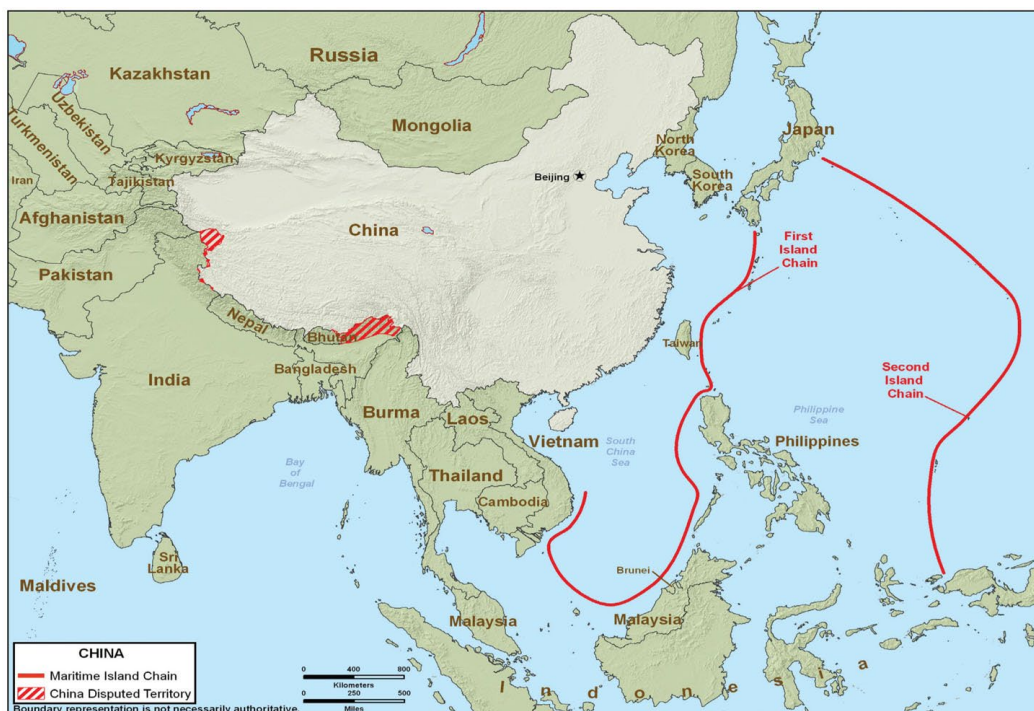 Russia
Kazakhstan
Mongolia
Uzbekistan
Turkmenistan
Kyrgyzstan
Tajikistan
Iran
Afghanistan
Pakistan
North
Korea
South
Korea
Japan
Beijing
China
First
Island
Chain
Second
Island
Chain
Nepal
Bhutan
Bangladesh
India
Burma
Laos
Vietnam
Thailand
Cambodia
Taiwan
Philippine
Sea
Philippines
South
China
Sea
Bay
of
Bengal
Sri
Lanka
Maldives
Brunei
Malaysia
Malaysia
Indonesia
CHINA
Maritime Island Chain
China Disputed Territory
Boundary representation is not necessarily authoritative.
0 200 400 800
Kilometers
0 125 250 500
Miles